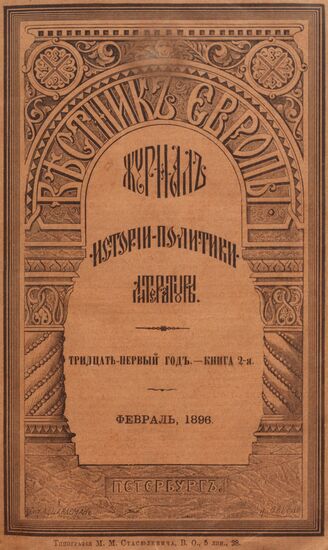 ВѢСТНИКЪ ЕВРОПЫ
ЖУРНАЛЪ
ИСТОРІИ-ПОЛИТИКИ
ЛИТЕРАТУРЫ.
ТРИДЦАТЬ-ПЕРВЫЙ ГОДЪ.—КНИГА 2-я.
ФЕВРАЛЬ, 1896.
ПЕТЕРБУРГЪ.
Типографія М. М. Стасюлевича, В. О., 5 лин., 28.